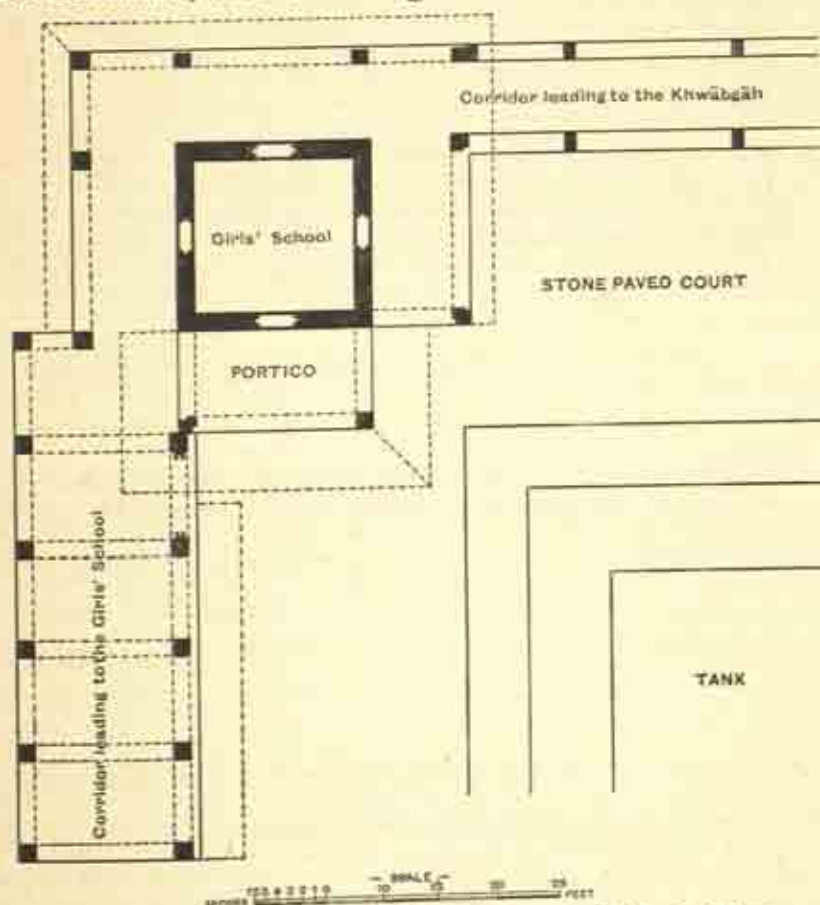 Corridor leading to the Khwābgāh
Girls' School
STONE PAVED COURT
PORTICO
Corridor leading to the Girls' School
TANK
— SCALE —
10 15 20 25
INCHES FEET